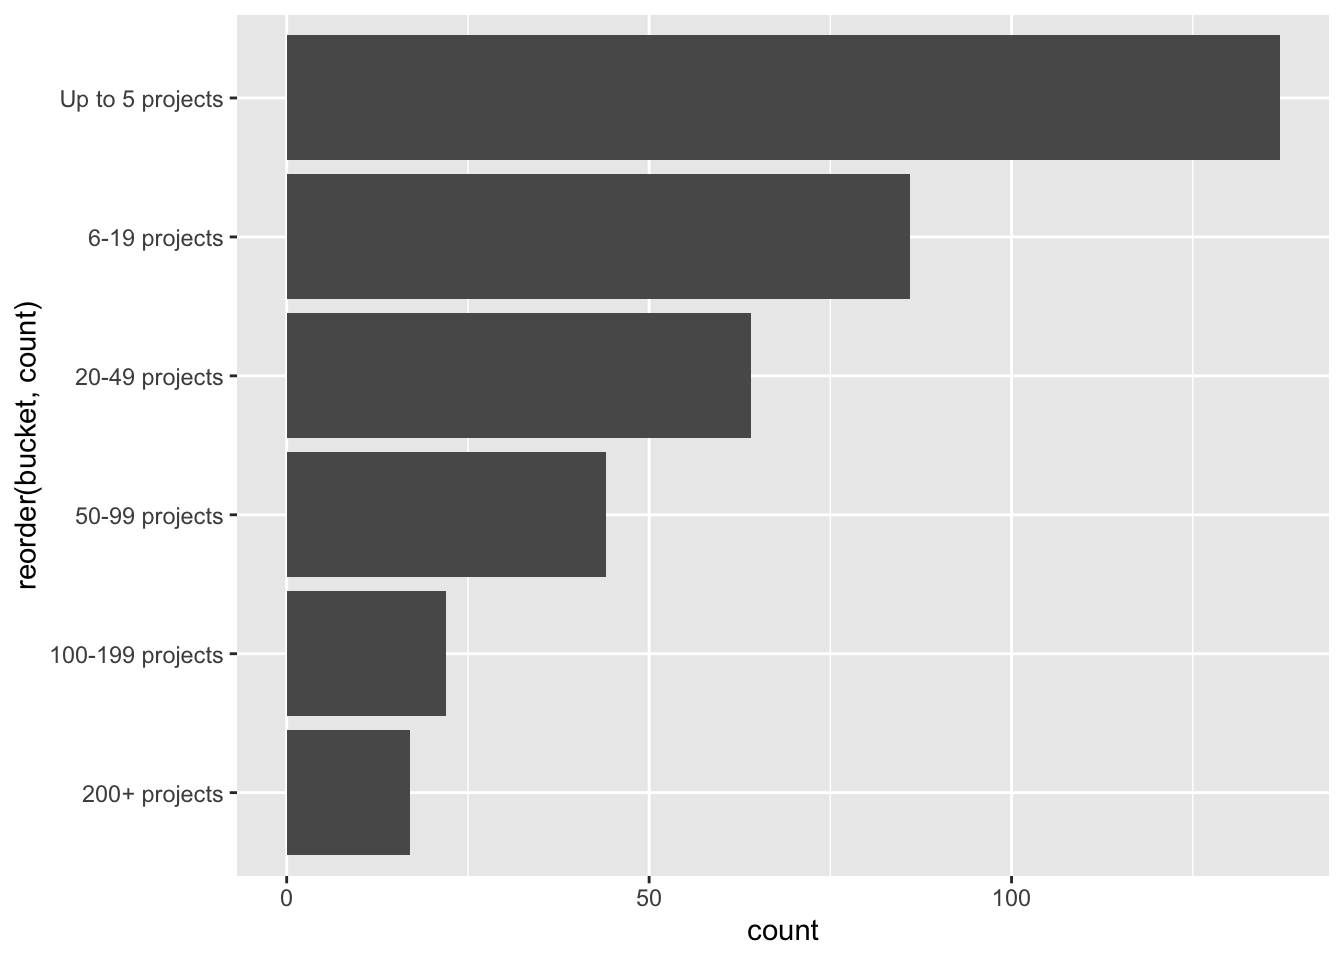 Up to 5 projects
6-19 projects
20-49 projects
50-99 projects
100-199 projects
200+ projects
reorder(bucket, count)
0
50
100
count